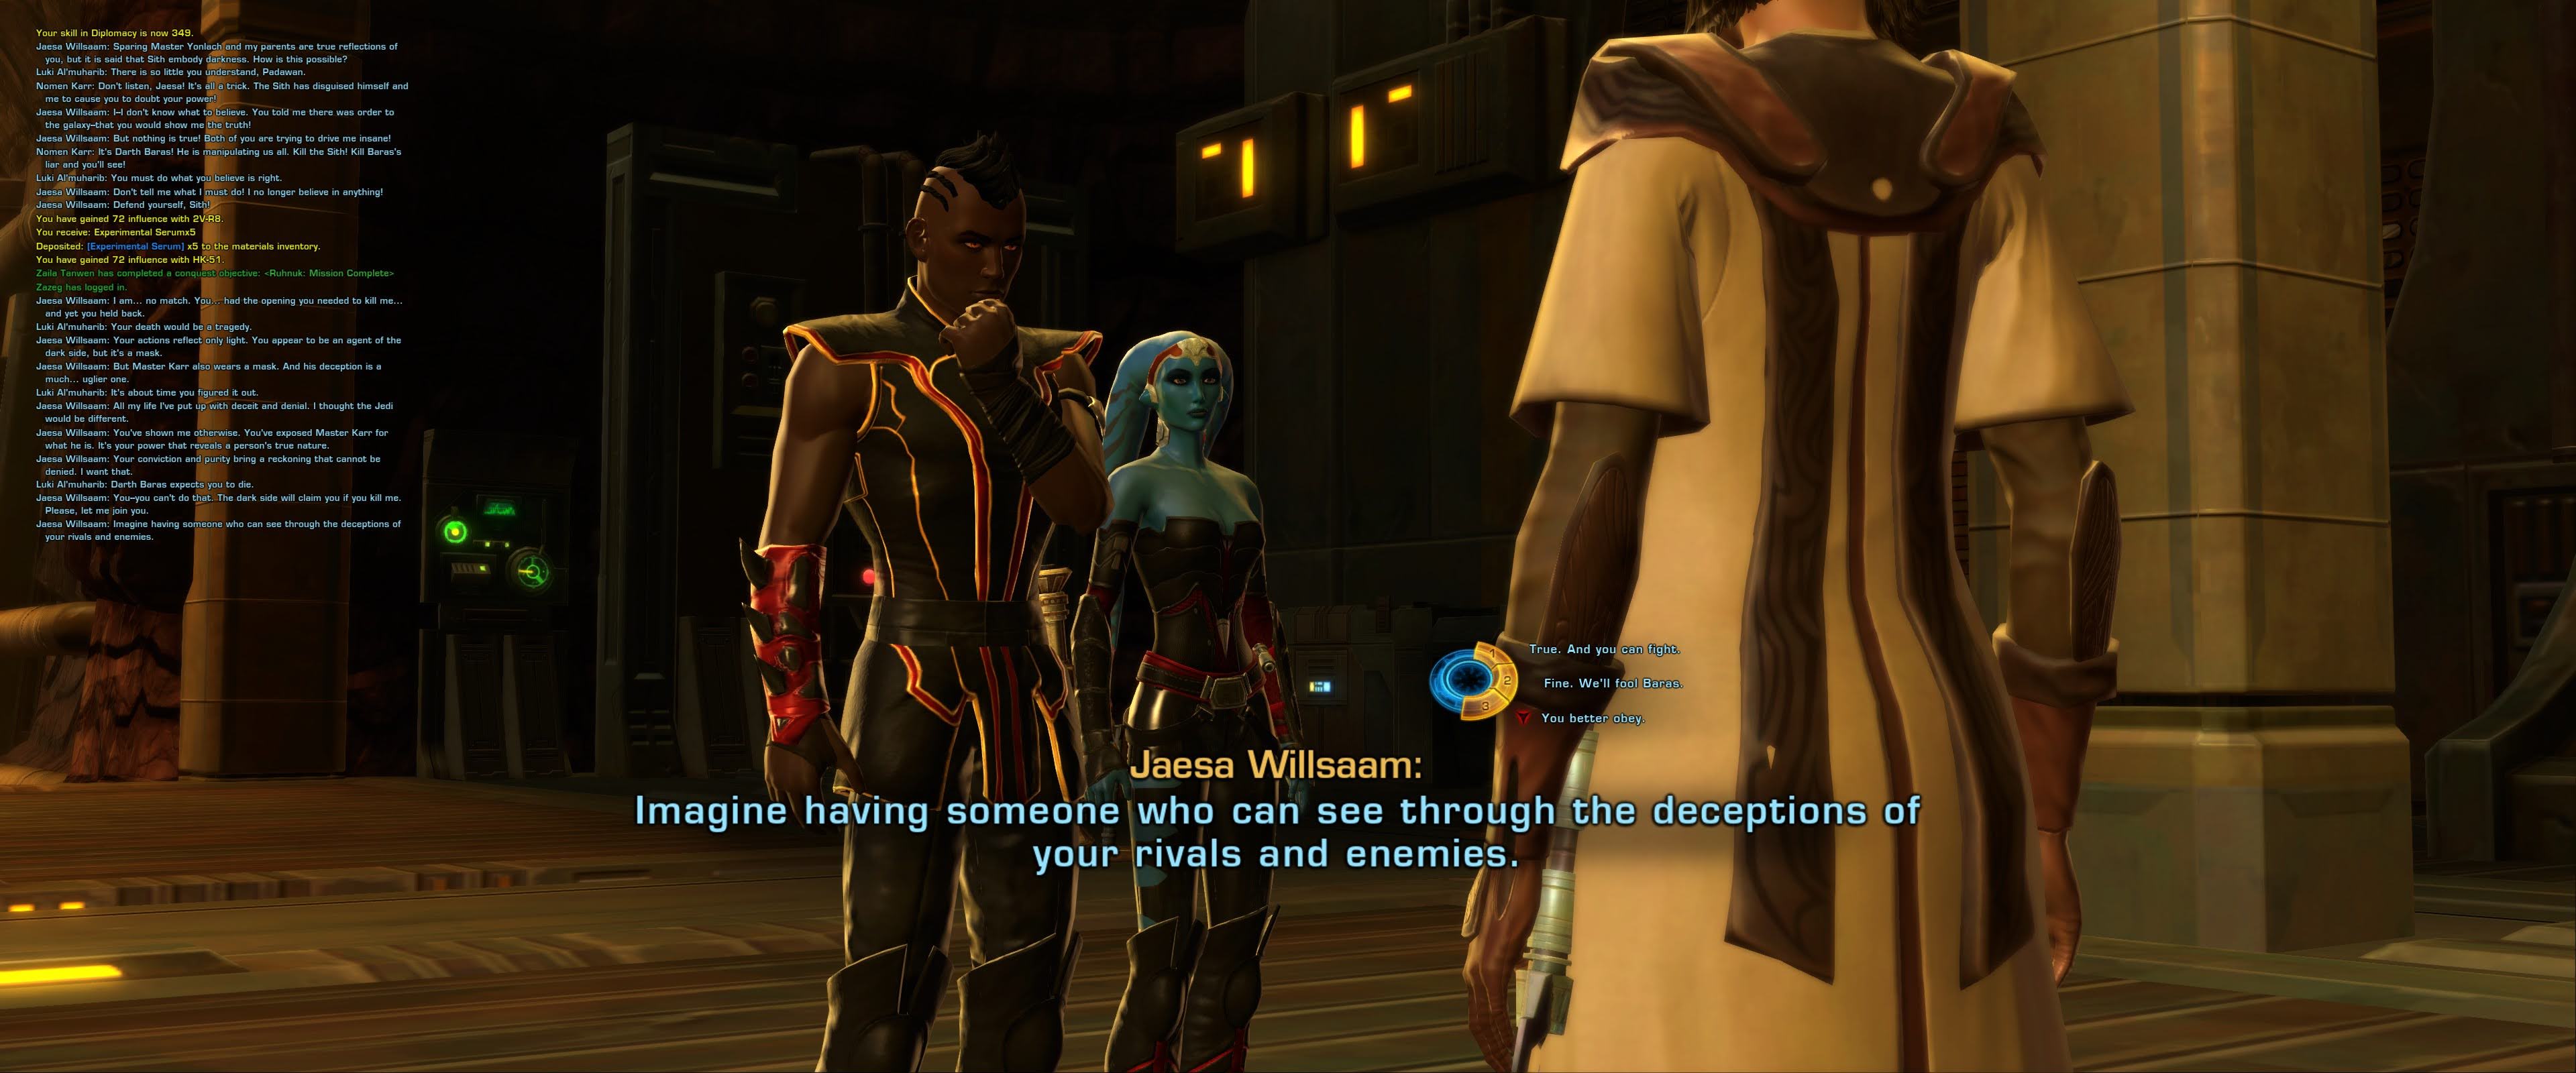 Your skill in Diplomacy is now 349.
Jaesa Willsaam: Sparing Master Yonlach and my parents are true reflections of
you, but it is said that Sith embody darkness. How is this possible?
Luki Al'muharib: There is so little you understand, Padawan.
Nomen Karr: Don't listen, Jaesa! It's all a trick. The Sith has disguised himself and
me to cause you to doubt your power!
Jaesa Willsaam: I–I don't know what to believe. You told me there was order to
the galaxy–that you would show me the truth!
Jaesa Willsaam: But nothing is true! Both of you are trying to drive me insane!
Nomen Karr: It's Darth Baras! He is manipulating us all. Kill the Sith! Kill Baras's
liar and you'll see!
Luki Al'muharib: You must do what you believe is right.
Jaesa Willsaam: Don't tell me what I must do! I no longer believe in anything!
Jaesa Willsaam: Defend yourself, Sith!
You have gained 72 influence with 2V-R8.
You receive: Experimental Serumx5
Deposited: [Experimental Serum] x5 to the materials inventory.
You have gained 72 influence with HK-51.
Zaila Tanwen has completed a conquest objective: <Ruhnuk: Mission Complete>
Zazeg has logged in.
Jaesa Willsaam: I am... no match. You... had the opening you needed to kill me...
and yet you held back.
Luki Al'muharib: Your death would be a tragedy.
Jaesa Willsaam: Your actions reflect only light. You appear to be an agent of the
dark side, but it's a mask.
Jaesa Willsaam: But Master Karr also wears a mask. And his deception is a
much... uglier one.
Luki Al'muharib: It's about time you figured it out.
Jaesa Willsaam: All my life I've put up with deceit and denial. I thought the Jedi
would be different.
Jaesa Willsaam: You've shown me otherwise. You've exposed Master Karr for
what he is. It's your power that reveals a person's true nature.
Jaesa Willsaam: Your conviction and purity bring a reckoning that cannot be
denied. I want that.
Luki Al'muharib: Darth Baras expects you to die.
Jaesa Willsaam: You–you can't do that. The dark side will claim you if you kill me.
Please, let me join you.
Jaesa Willsaam: Imagine having someone who can see through the deceptions of
your rivals and enemies.
1 True. And you can fight.
2 Fine. We'll fool Baras.
3 You better obey.
Jaesa Willsaam:
Imagine having someone who can see through the deceptions of
your rivals and enemies.